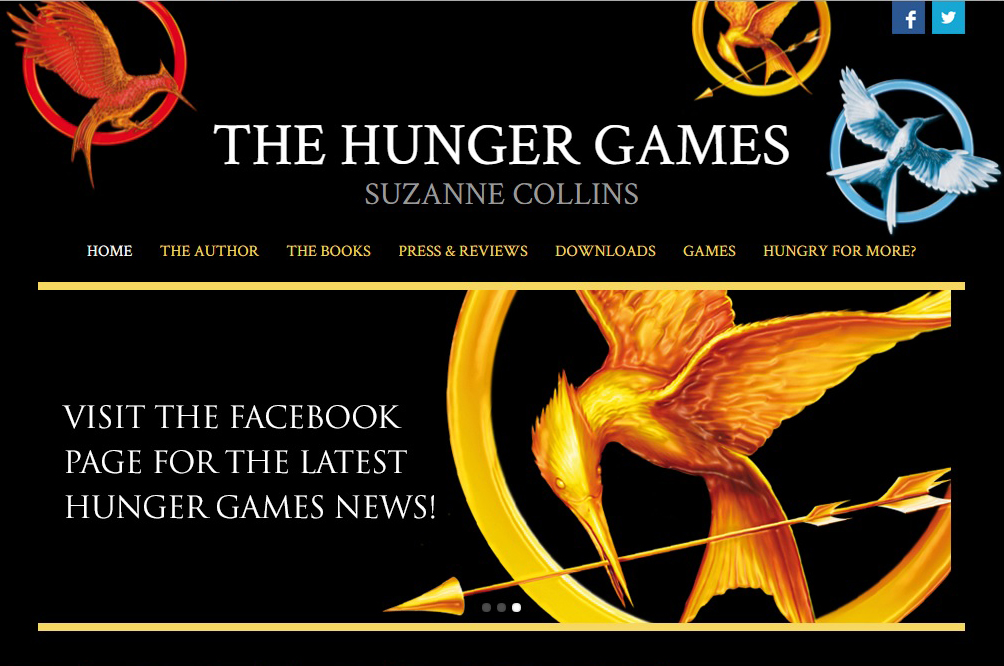 THE HUNGER GAMES
SUZANNE COLLINS
HOME THE AUTHOR THE BOOKS PRESS & REVIEWS DOWNLOADS GAMES HUNGRY FOR MORE?
VISIT THE FACEBOOK
PAGE FOR THE LATEST
HUNGER GAMES NEWS!